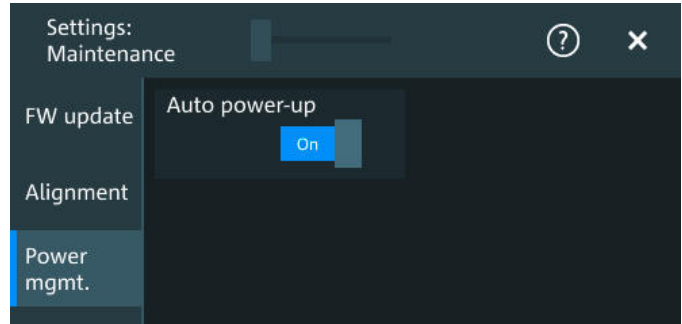 Settings:
Maintenance
?
FW update
Auto power-up
On
Alignment
Power
mgmt.